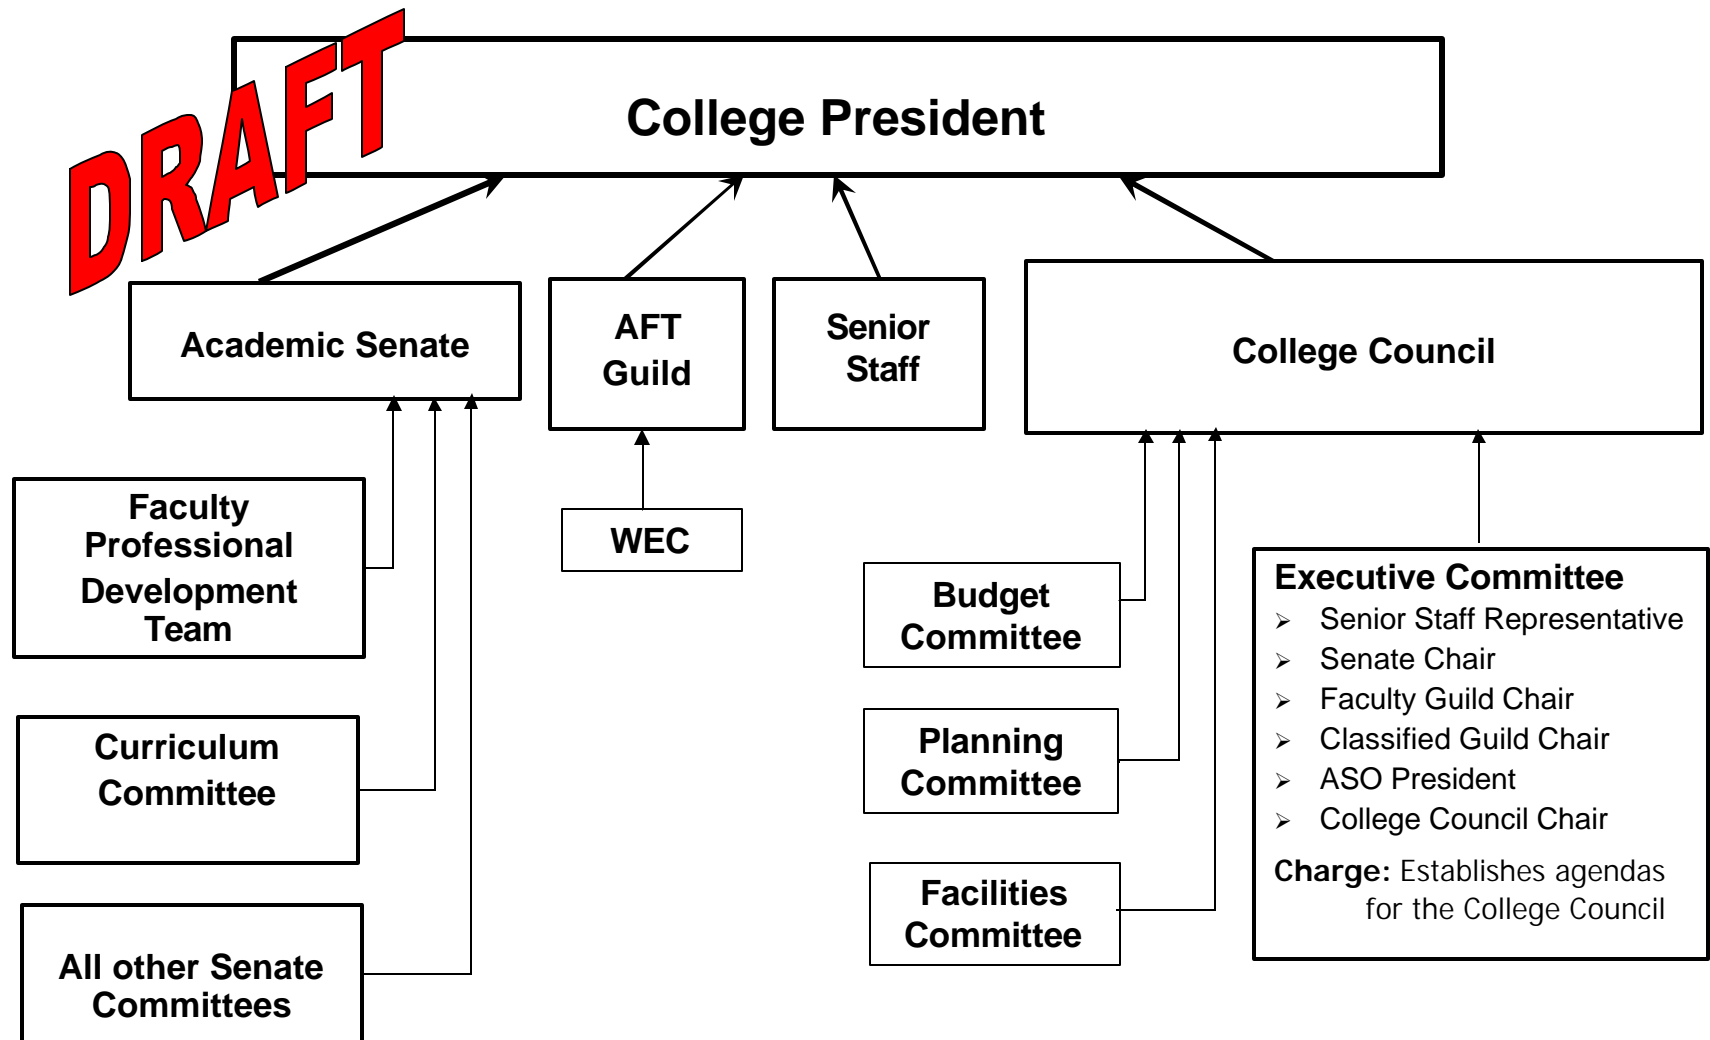 DRAFT
College President
Academic Senate
AFT
Guild
Senior
Staff
College Council
Faculty
Professional
Development
Team
WEC
Budget
Committee
Executive Committee
➢ Senior Staff Representative
➢ Senate Chair
➢ Faculty Guild Chair
➢ Classified Guild Chair
➢ ASO President
➢ College Council Chair
Charge: Establishes agendas
for the College Council
Curriculum
Committee
Planning
Committee
Facilities
Committee
All other Senate
Committees